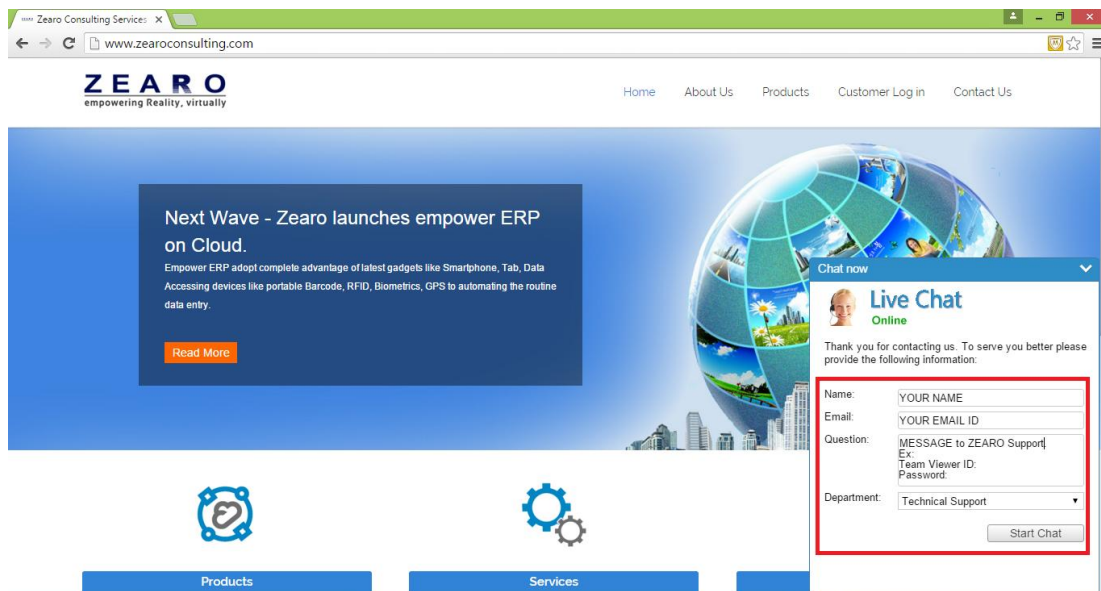 Zearo Consulting Services
www.zearoconsulting.com
ZEARO
empowering Reality, virtually
Home About Us Products Customer Log in Contact Us
Next Wave - Zearo launches empower ERP
on Cloud.
Empower ERP adopt complete advantage of latest gadgets like Smartphone, Tab, Data
Accessing devices like portable Barcode, RFID, Biometrics, GPS to automating the routine
data entry.
Read More
Chat now
Live Chat
Online
Thank you for contacting us. To serve you better please
provide the following information:
Name: YOUR NAME
Email: YOUR EMAIL ID
Question: MESSAGE to ZEARO Support
Ex:
Team Viewer ID:
Password:
Department: Technical Support
Start Chat
Products
Services